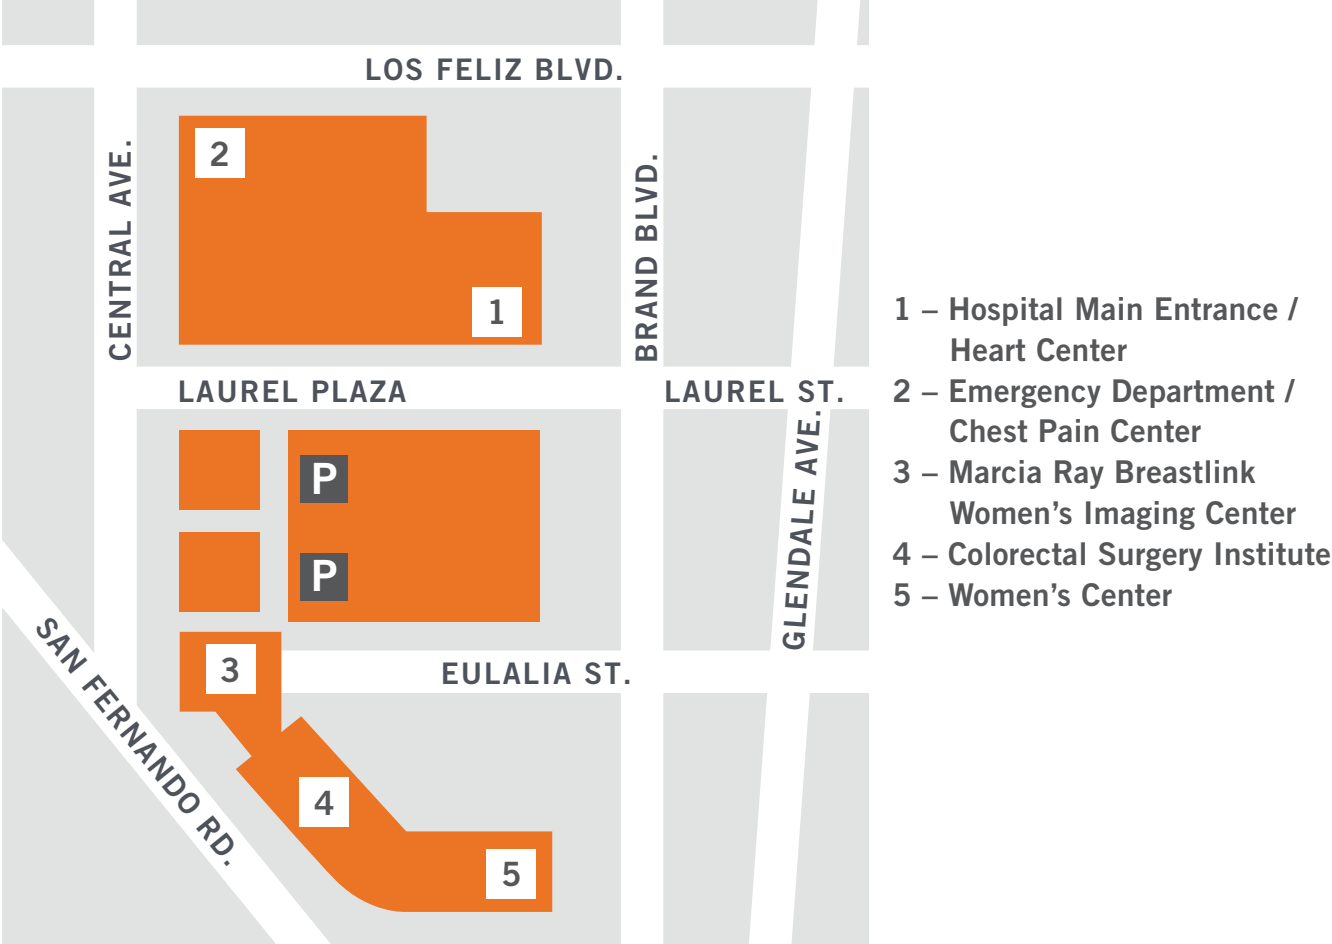 LOS FELIZ BLVD.
2
CENTRAL AVE.
BRAND BLVD.
1
LAUREL PLAZA
LAUREL ST.
P
GLENDALE AVE.
P
SAN FERNANDO RD.
3
EULALIA ST.
4
5
1 – Hospital Main Entrance /
Heart Center
2 – Emergency Department /
Chest Pain Center
3 – Marcia Ray Breastlink
Women’s Imaging Center
4 – Colorectal Surgery Institute
5 – Women’s Center